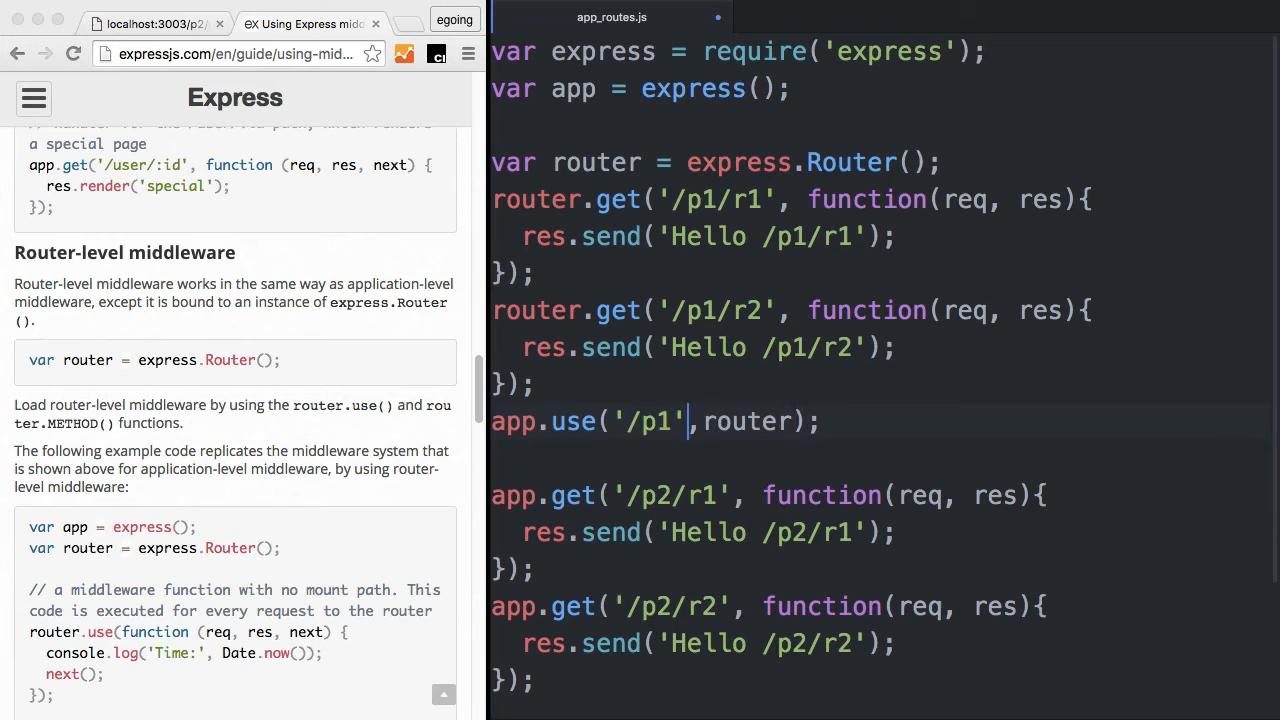 localhost:3003/p2/
Using Express mid
egoing
expressjs.com/en/guide/using-mid...
Express
a special page
app.get('/user/:id', function (req, res, next) {
res.render('special');
});
Router-level middleware
Router-level middleware works in the same way as application-level
middleware, except it is bound to an instance of express.Router
().
var router = express.Router();
Load router-level middleware by using the router.use() and rou
ter.METHOD() functions.
The following example code replicates the middleware system that
is shown above for application-level middleware, by using router-
level middleware:
var app = express();
var router = express.Router();
// a middleware function with no mount path. This
code is executed for every request to the router
router.use(function (req, res, next) {
console.log('Time:', Date.now());
next();
});
app_routes.js
var express = require('express');
var app = express();
var router = express.Router();
router.get('/p1/r1', function(req, res){
res.send('Hello /p1/r1');
});
router.get('/p1/r2', function(req, res){
res.send('Hello /p1/r2');
});
app.use('/p1',router);
app.get('/p2/r1', function(req, res){
res.send('Hello /p2/r1');
});
app.get('/p2/r2', function(req, res){
res.send('Hello /p2/r2');
});